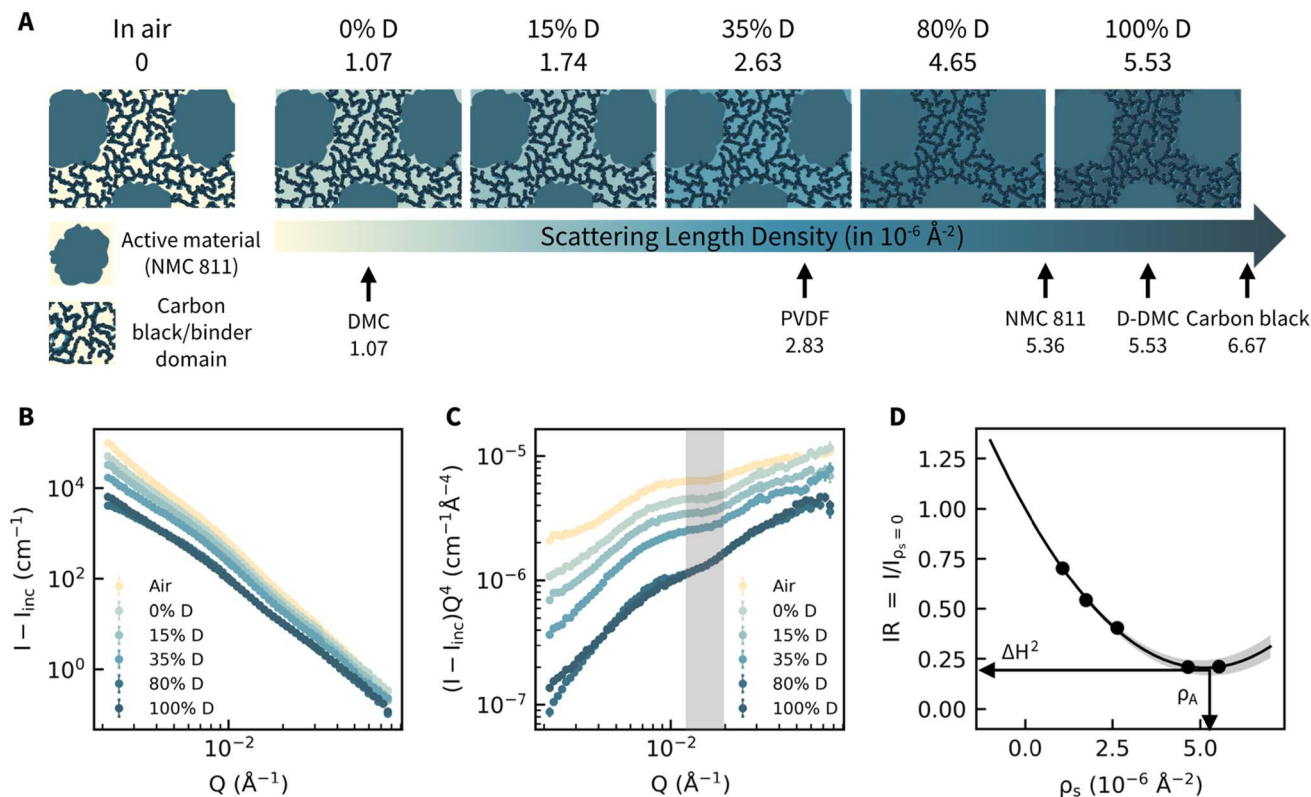 A
In air
0
0% D
1.07
15% D
1.74
35% D
2.63
80% D
4.65
100% D
5.53
Scattering Length Density (in 10⁻⁶ Å⁻²)
Active material
(NMC 811)
Carbon
black/binder
domain
DMC
1.07
PVDF
2.83
NMC 811
5.36
D-DMC
5.53
Carbon black
6.67
B
I − I_inc (cm⁻¹)
10⁴
10²
10⁰
Air
0% D
15% D
35% D
80% D
100% D
10⁻²
Q (Å⁻¹)
C
(I − I_inc)Q⁴ (cm⁻¹Å⁻⁴)
10⁻⁵
10⁻⁶
10⁻⁷
Air
0% D
15% D
35% D
80% D
100% D
10⁻²
Q (Å⁻¹)
D
IR = I/I_ρs=0
1.25
1.00
0.75
0.50
0.25
0.00
ΔH²
ρ_A
0.0
2.5
5.0
ρ_s (10⁻⁶ Å⁻²)